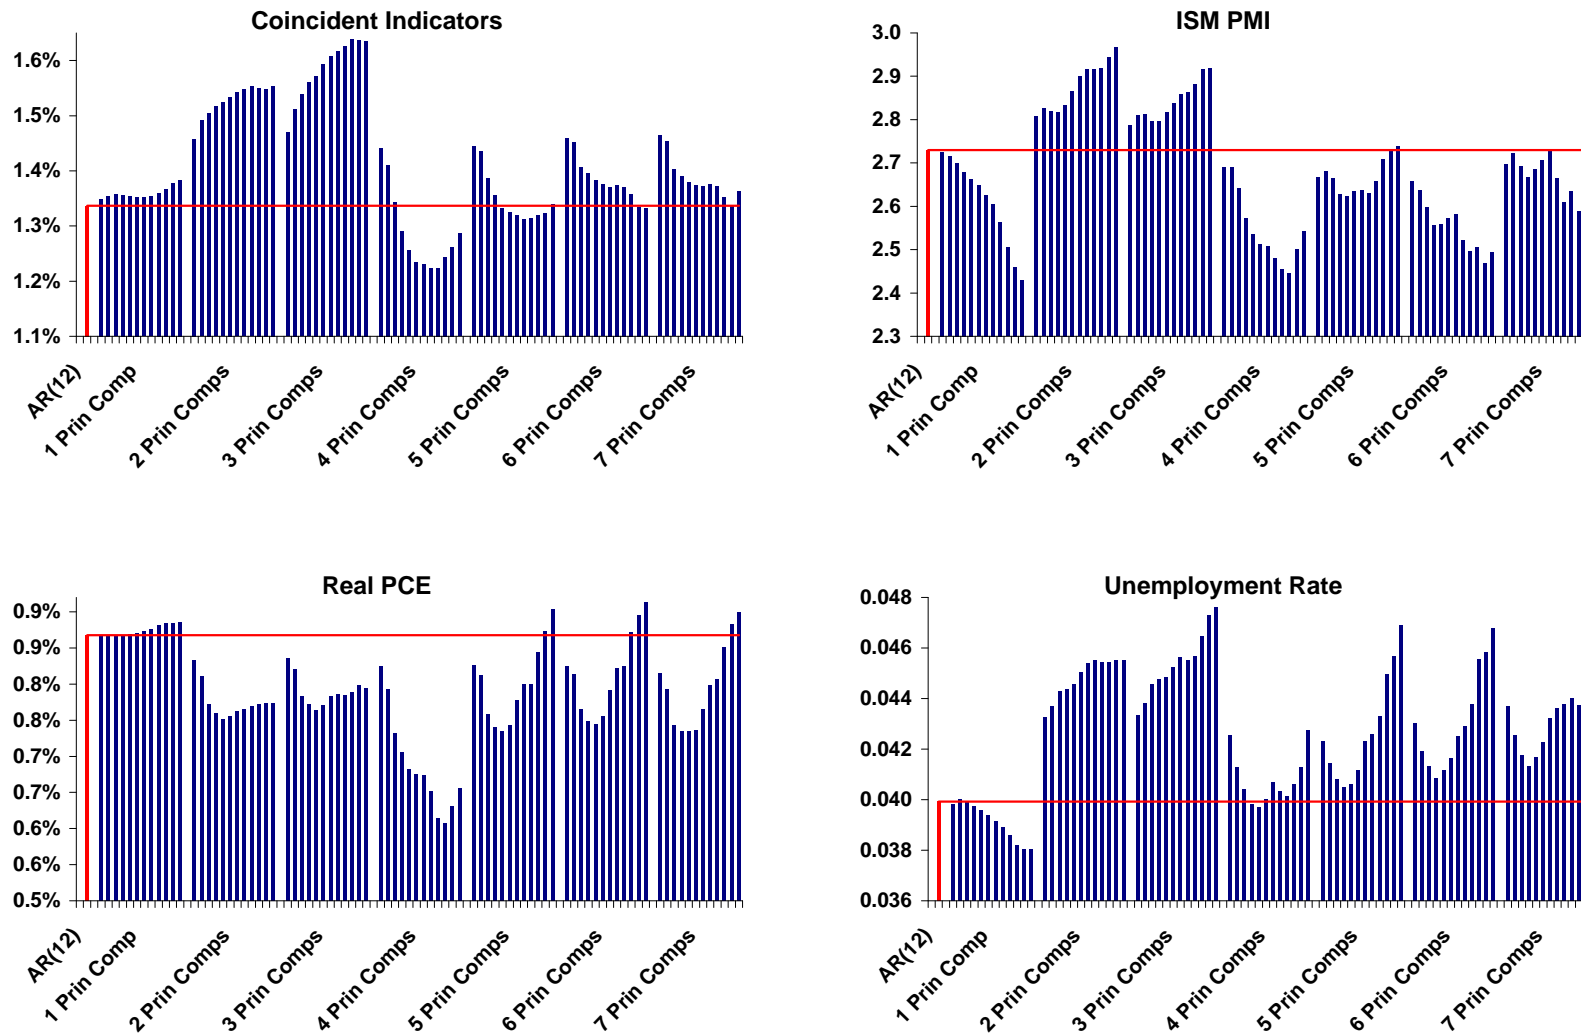 Coincident Indicators
1.6%
1.5%
1.4%
1.3%
1.2%
1.1%
AR(12)
1 Prin Comp
2 Prin Comps
3 Prin Comps
4 Prin Comps
5 Prin Comps
6 Prin Comps
7 Prin Comps
ISM PMI
3.0
2.9
2.8
2.7
2.6
2.5
2.4
2.3
AR(12)
1 Prin Comp
2 Prin Comps
3 Prin Comps
4 Prin Comps
5 Prin Comps
6 Prin Comps
7 Prin Comps
Real PCE
0.9%
0.9%
0.8%
0.8%
0.7%
0.7%
0.6%
0.6%
0.5%
AR(12)
1 Prin Comp
2 Prin Comps
3 Prin Comps
4 Prin Comps
5 Prin Comps
6 Prin Comps
7 Prin Comps
Unemployment Rate
0.048
0.046
0.044
0.042
0.040
0.038
0.036
AR(12)
1 Prin Comp
2 Prin Comps
3 Prin Comps
4 Prin Comps
5 Prin Comps
6 Prin Comps
7 Prin Comps